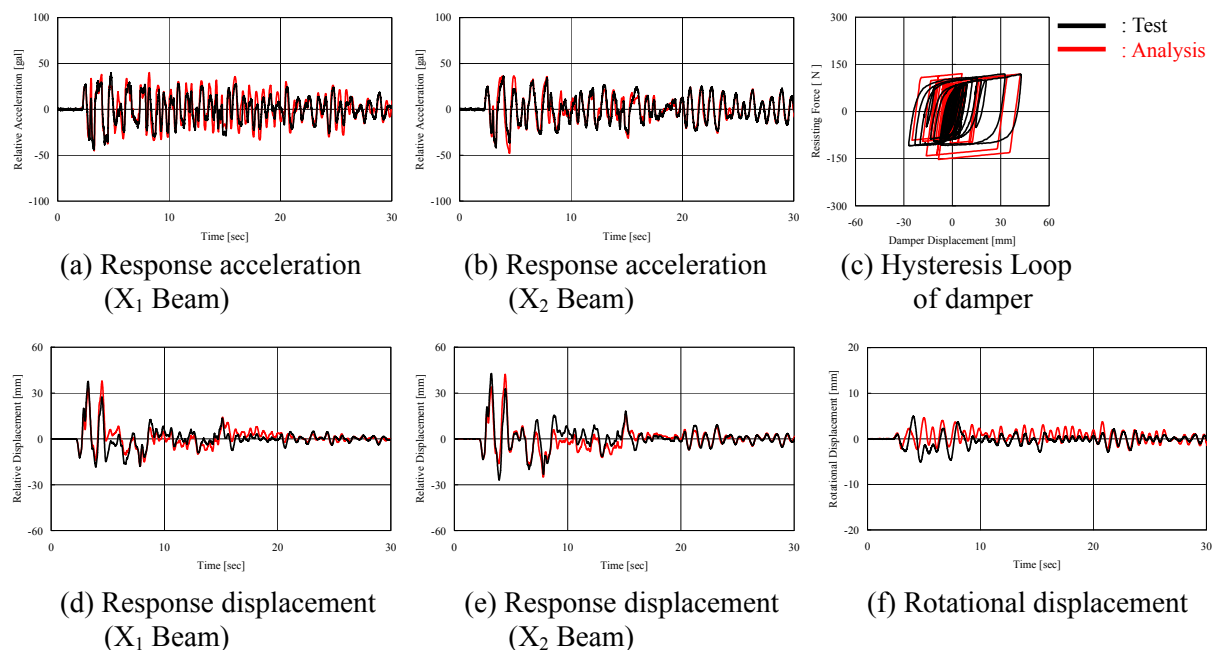 100
50
0
-50
-100
Relative Acceleration [gal]
0
10
20
30
Time [sec]
(a) Response acceleration
(X1 Beam)
100
50
0
-50
-100
Relative Acceleration [gal]
0
10
20
30
Time [sec]
(b) Response acceleration
(X2 Beam)
300
150
0
-150
-300
Resisting Force [ N ]
-60
-30
0
30
60
Damper Displacement [mm]
(c) Hysteresis Loop
of damper
: Test
: Analysis
60
30
0
-30
-60
Relative Displacement [mm]
0
10
20
30
Time [sec]
(d) Response displacement
(X1 Beam)
60
30
0
-30
-60
Relative Displacement [mm]
0
10
20
30
Time [sec]
(e) Response displacement
(X2 Beam)
20
10
0
-10
-20
Rotational Displacement [mm]
0
10
20
30
Time [sec]
(f) Rotational displacement